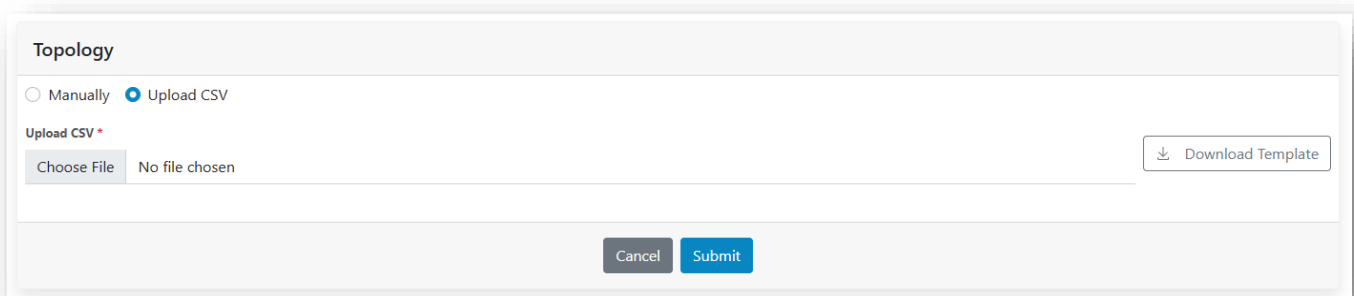 Topology
Manually Upload CSV
Upload CSV *
Choose File No file chosen
Download Template
Cancel Submit